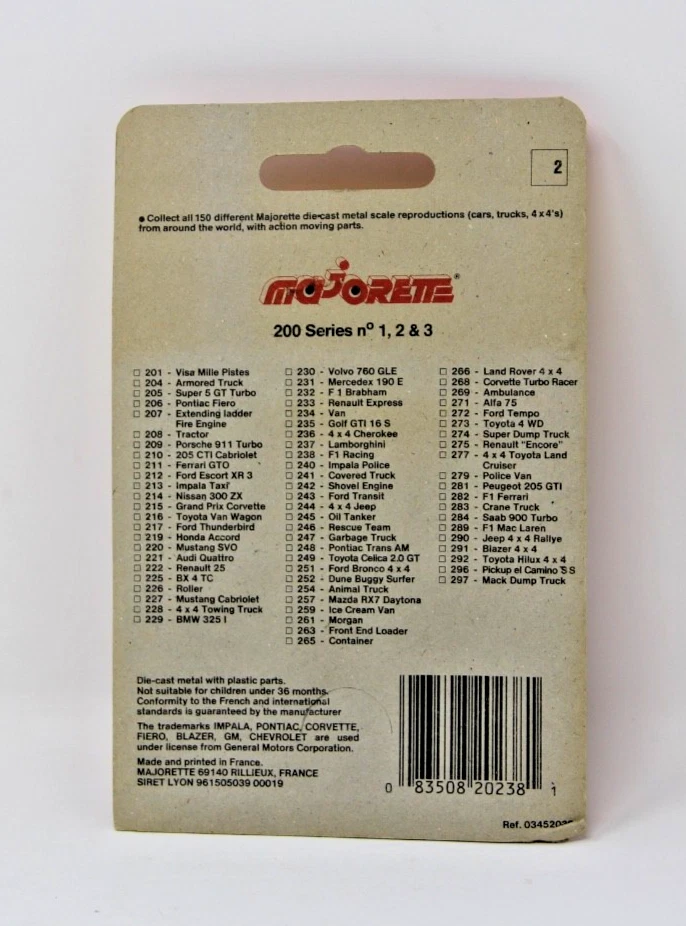 2
• Collect all 150 different Majorette die-cast metal scale reproductions (cars, trucks, 4 x 4's)
from around the world, with action moving parts.
MAJORETTE®
200 Series nº 1, 2 & 3
□ 201 - Visa Mille Pistes
□ 204 - Armored Truck
□ 205 - Super 5 GT Turbo
□ 206 - Pontiac Fiero
□ 207 - Extending ladder
Fire Engine
□ 208 - Tractor
□ 209 - Porsche 911 Turbo
□ 210 - 205 CTI Cabriolet
□ 211 - Ferrari GTO
□ 212 - Ford Escort XR 3
□ 213 - Impala Taxi
□ 214 - Nissan 300 ZX
□ 215 - Grand Prix Corvette
□ 216 - Toyota Van Wagon
□ 217 - Ford Thunderbird
□ 219 - Honda Accord
□ 220 - Mustang SVO
□ 221 - Audi Quattro
□ 222 - Renault 25
□ 225 - BX 4 TC
□ 226 - Roller
□ 227 - Mustang Cabriolet
□ 228 - 4 x 4 Towing Truck
□ 229 - BMW 325 I
□ 230 - Volvo 760 GLE
□ 231 - Mercedex 190 E
□ 232 - F 1 Brabham
□ 233 - Renault Express
□ 234 - Van
□ 235 - Golf GTI 16 S
□ 236 - 4 x 4 Cherokee
□ 237 - Lamborghini
□ 238 - F1 Racing
□ 240 - Impala Police
□ 241 - Covered Truck
□ 242 - Shovel Engine
□ 243 - Ford Transit
□ 244 - 4 x 4 Jeep
□ 245 - Oil Tanker
□ 246 - Rescue Team
□ 247 - Garbage Truck
□ 248 - Pontiac Trans AM
□ 249 - Toyota Celica 2.0 GT
□ 251 - Ford Bronco 4 x 4
□ 252 - Dune Buggy Surfer
□ 254 - Animal Truck
□ 257 - Mazda RX7 Daytona
□ 259 - Ice Cream Van
□ 261 - Morgan
□ 263 - Front End Loader
□ 265 - Container
□ 266 - Land Rover 4 x 4
□ 268 - Corvette Turbo Racer
□ 269 - Ambulance
□ 271 - Alfa 75
□ 272 - Ford Tempo
□ 273 - Toyota 4 WD
□ 274 - Super Dump Truck
□ 275 - Renault "Encore"
□ 277 - 4 x 4 Toyota Land
Cruiser
□ 279 - Police Van
□ 281 - Peugeot 205 GTI
□ 282 - F1 Ferrari
□ 283 - Crane Truck
□ 284 - Saab 900 Turbo
□ 289 - F1 Mac Laren
□ 290 - Jeep 4 x 4 Rallye
□ 291 - Blazer 4 x 4
□ 292 - Toyota Hilux 4 x 4
□ 296 - Pickup el Camino S S
□ 297 - Mack Dump Truck
Die-cast metal with plastic parts.
Not suitable for children under 36 months.
Conformity to the French and international
standards is guaranteed by the manufacturer
The trademarks IMPALA, PONTIAC, CORVETTE,
FIERO, BLAZER, GM, CHEVROLET are used
under license from General Motors Corporation.
Made and printed in France.
MAJORETTE 69140 RILLIEUX, FRANCE
SIRET LYON 961505039 00019
0 83508 20238 1
Ref.